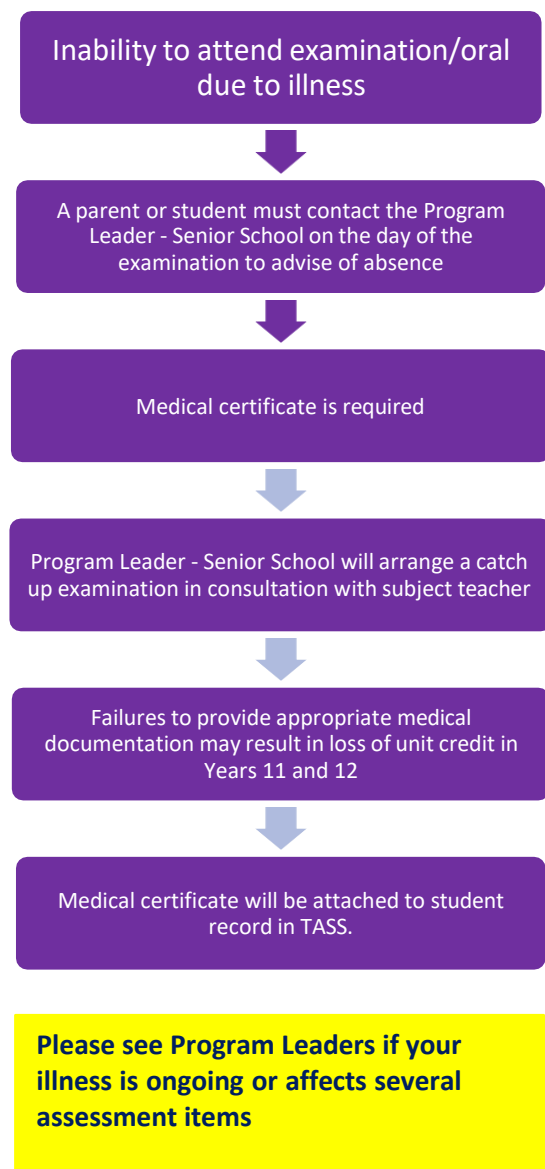 Inability to attend examination/oral
due to illness
A parent or student must contact the Program
Leader - Senior School on the day of the
examination to advise of absence
Medical certificate is required
Program Leader - Senior School will arrange a catch
up examination in consultation with subject teacher
Failures to provide appropriate medical
documentation may result in loss of unit credit in
Years 11 and 12
Medical certificate will be attached to student
record in TASS.
Please see Program Leaders if your
illness is ongoing or affects several
assessment items